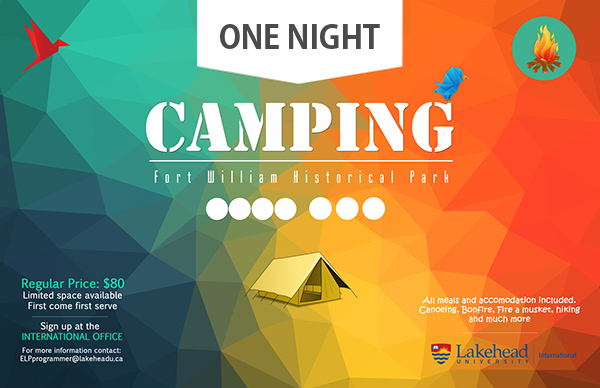 ONE NIGHT
CAMPING
Fort William Historical Park
Regular Price: $80
Limited space available
First come first serve
Sign up at the
INTERNATIONAL OFFICE
For more information contact:
ELPprogrammer@lakeheadu.ca
All meals and accomodation included.
Canoeing, Bonfire, Fire a musket, hiking
and much more
Lakehead
UNIVERSITY
International